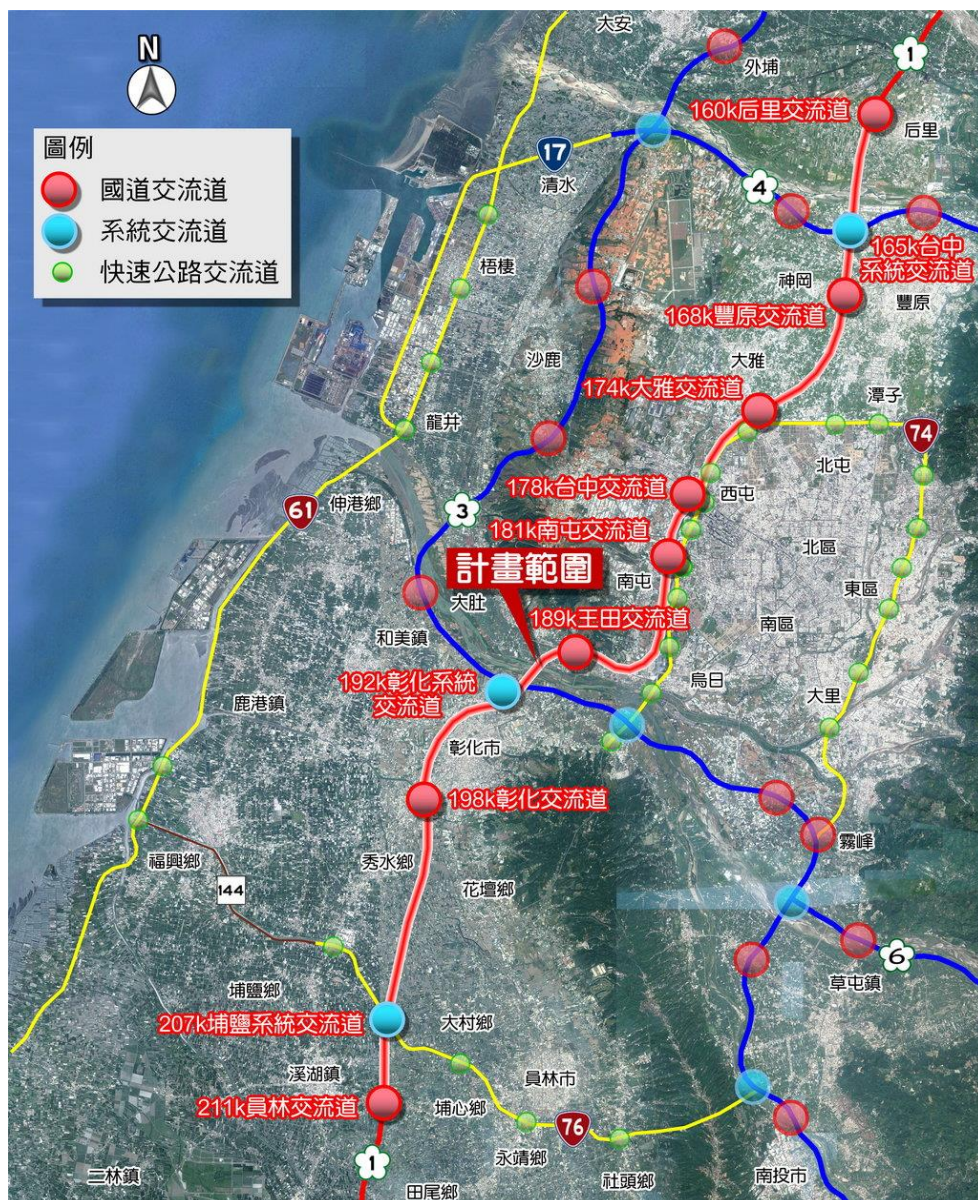 大安
N
外埔
1
160k后里交流道
后里
圖例
國道交流道
系統交流道
快速公路交流道
17
清水
4
165k台中
系統交流道
梧棲
神岡
豐原
168k豐原交流道
沙鹿
大雅
174k大雅交流道
潭子
龍井
74
北屯
178k台中交流道
西屯
3
61
伸港鄉
181k南屯交流道
北區
計畫範圍
南屯
東區
大肚
189k王田交流道
南區
和美鎮
192k彰化系統
交流道
烏日
大里
鹿港鎮
彰化市
198k彰化交流道
霧峰
福興鄉
秀水鄉
花壇鄉
144
6
草屯鎮
埔鹽鄉
207k埔鹽系統交流道
大村鄉
溪湖鎮
員林市
211k員林交流道
埔心鄉
76
永靖鄉
1
二林鎮
田尾鄉
社頭鄉
南投市